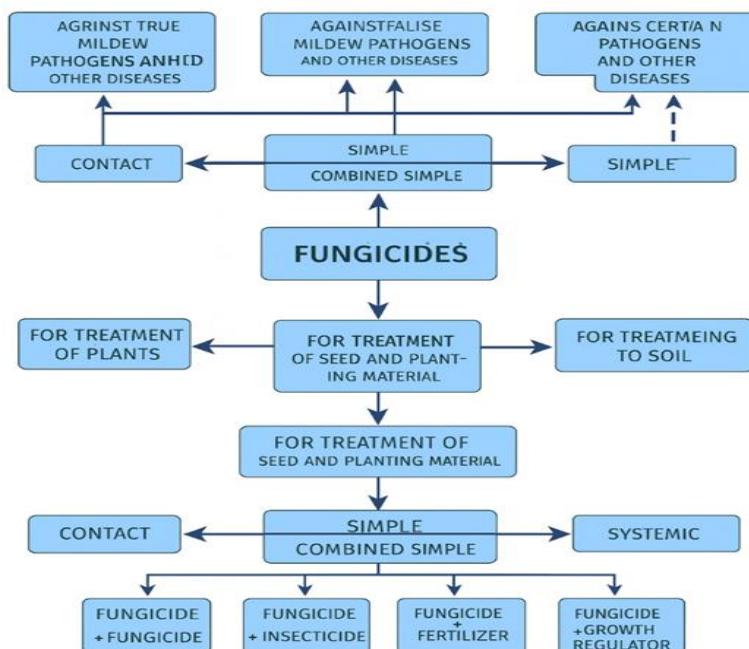 AGRINST TRUE
MILDEW
PATHOGENS ANHID
OTHER DISEASES
AGAINSTFALISE
MILDEW PATHOGENS
AND OTHER DISEASES
AGAINS CERT/A N
PATHOGENS
AND OTHER
DISEASES
CONTACT
SIMPLE
COMBINED SIMPLE
SIMPLE
FUNGICIDES
FOR TREATMENT
OF PLANTS
FOR TREATMENT
OF SEED AND PLANT-
ING MATERIAL
FOR TREATMEING
TO SOIL
FOR TREATMENT OF
SEED AND PLANTING MATERIAL
CONTACT
SIMPLE
COMBINED SIMPLE
SYSTEMIC
FUNGICIDE
+ FUNGICIDE
FUNGICIDE
+ INSECTICIDE
FUNGICIDE
+
FERTILIZER
FUNGICIDE
+GROWTH
REGULATOR